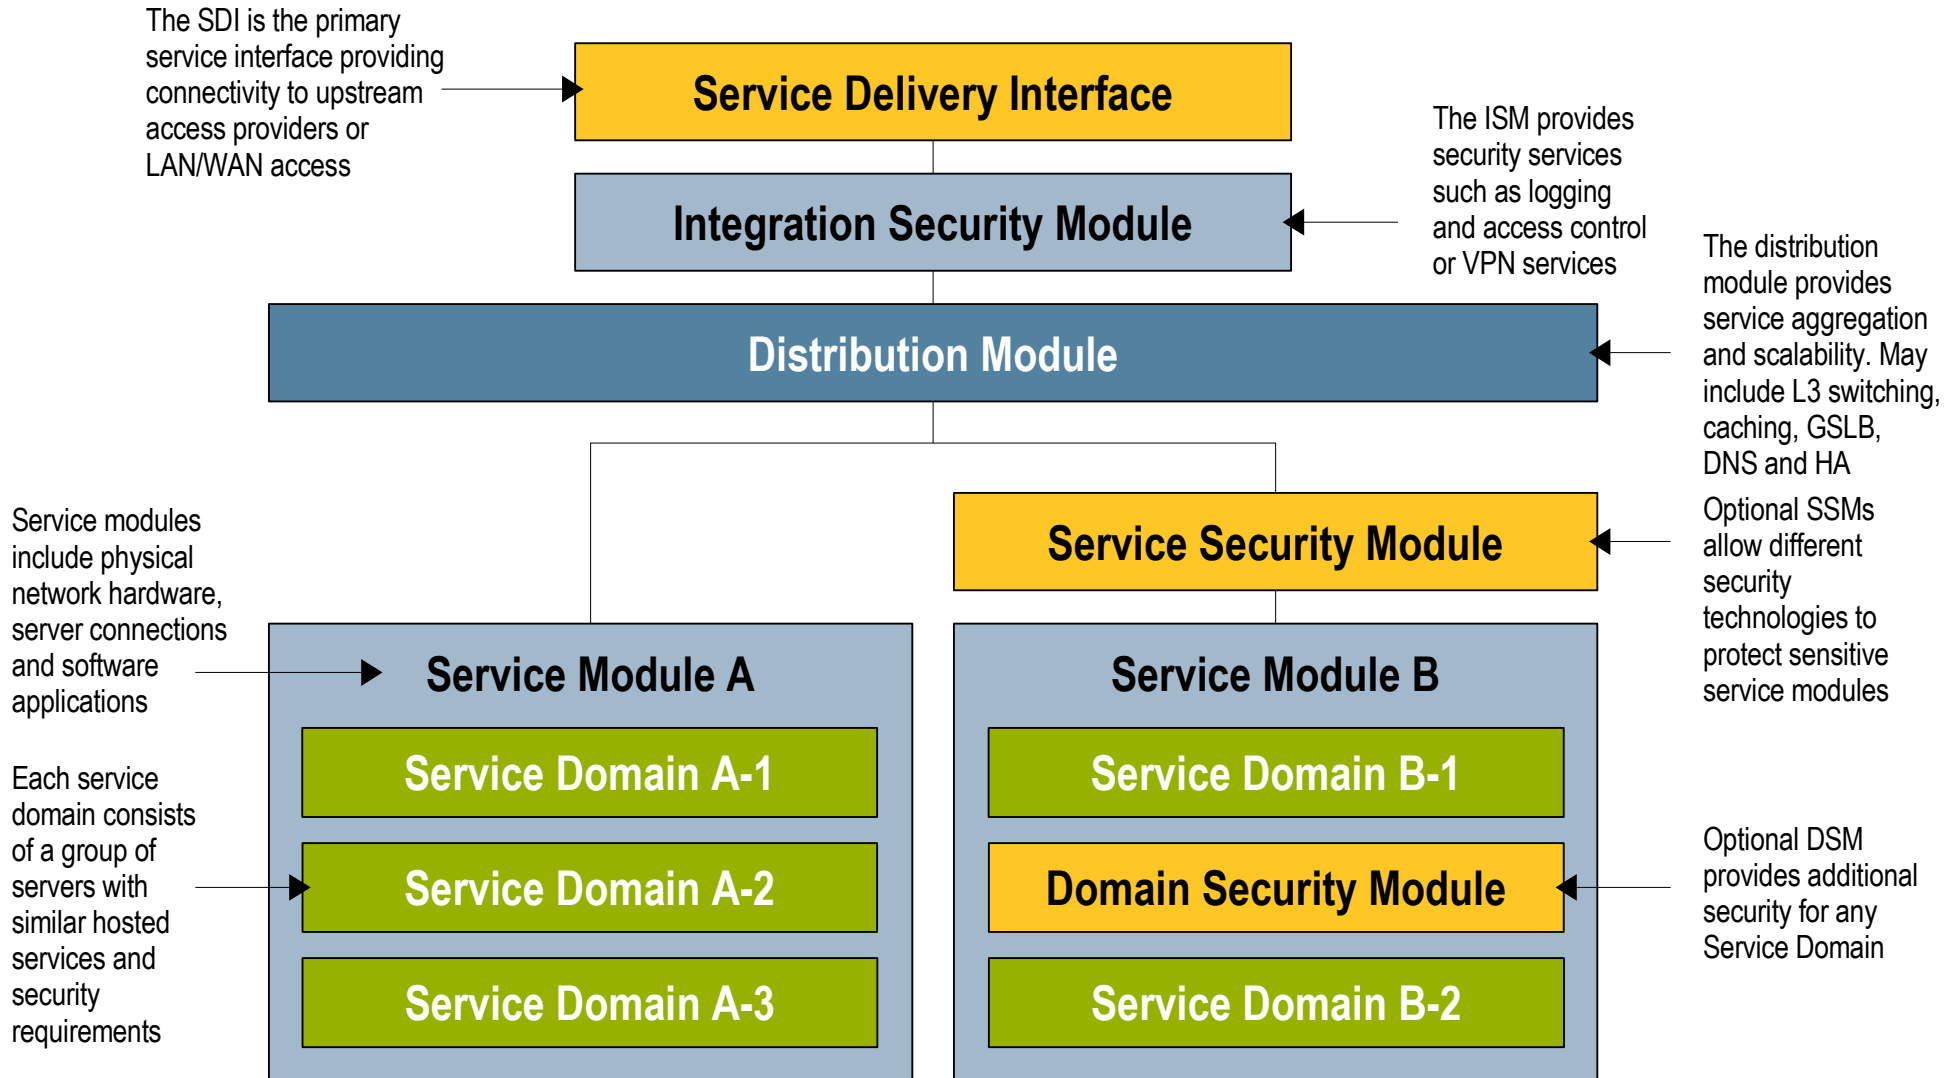 The SDI is the primary
service interface providing
connectivity to upstream
access providers or
LAN/WAN access
Service Delivery Interface
The ISM provides
security services
such as logging
and access control
or VPN services
Integration Security Module
The distribution
module provides
service aggregation
and scalability. May
include L3 switching,
caching, GSLB,
DNS and HA
Distribution Module
Optional SSMs
allow different
security
technologies to
protect sensitive
service modules
Service Security Module
Service modules
include physical
network hardware,
server connections
and software
applications
Service Module A
Service Domain A-1
Each service
domain consists
of a group of
servers with
similar hosted
services and
security
requirements
Service Domain A-2
Service Domain A-3
Service Module B
Service Domain B-1
Domain Security Module
Optional DSM
provides additional
security for any
Service Domain
Service Domain B-2